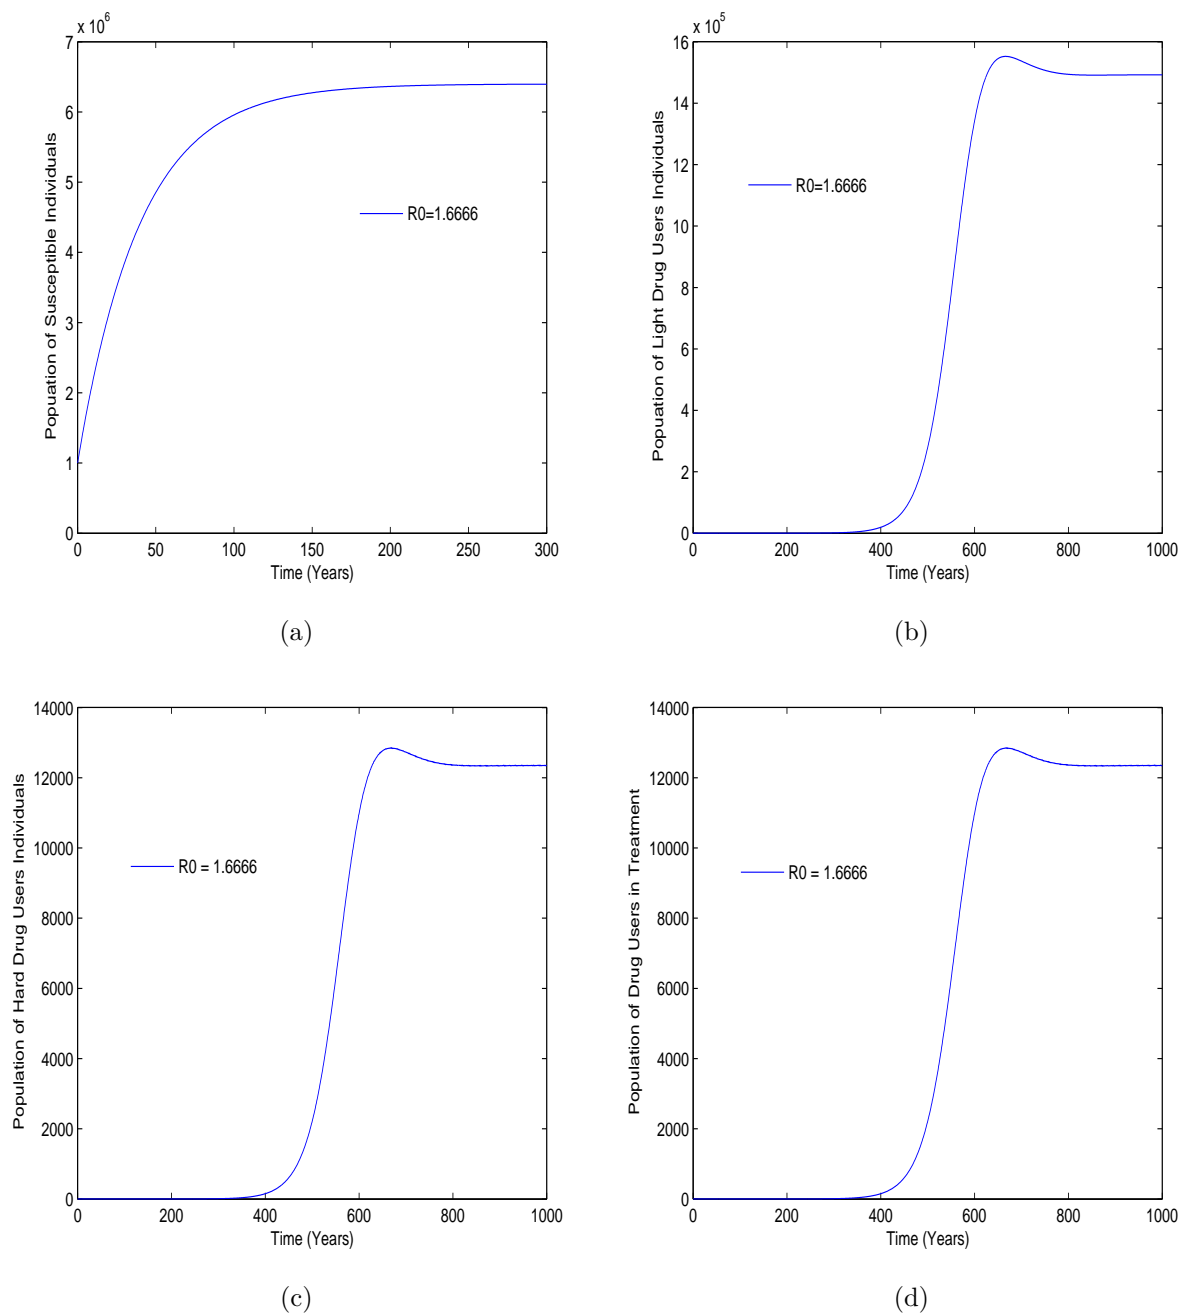 x 10^6
7
6
5
4
3
2
1
0
0 50 100 150 200 250 300
Popuation of Susceptible Individuals
R0=1.6666
Time (Years)
(a)
x 10^5
16
14
12
10
8
6
4
2
0
0 200 400 600 800 1000
Popuation of Light Drug Users Individuals
R0=1.6666
Time (Years)
(b)
14000
12000
10000
8000
6000
4000
2000
0
0 200 400 600 800 1000
Population of Hard Drug Users Individuals
R0 = 1.6666
Time (Years)
(c)
14000
12000
10000
8000
6000
4000
2000
0
0 200 400 600 800 1000
Population of Drug Users in Treatment
R0 = 1.6666
Time (Years)
(d)